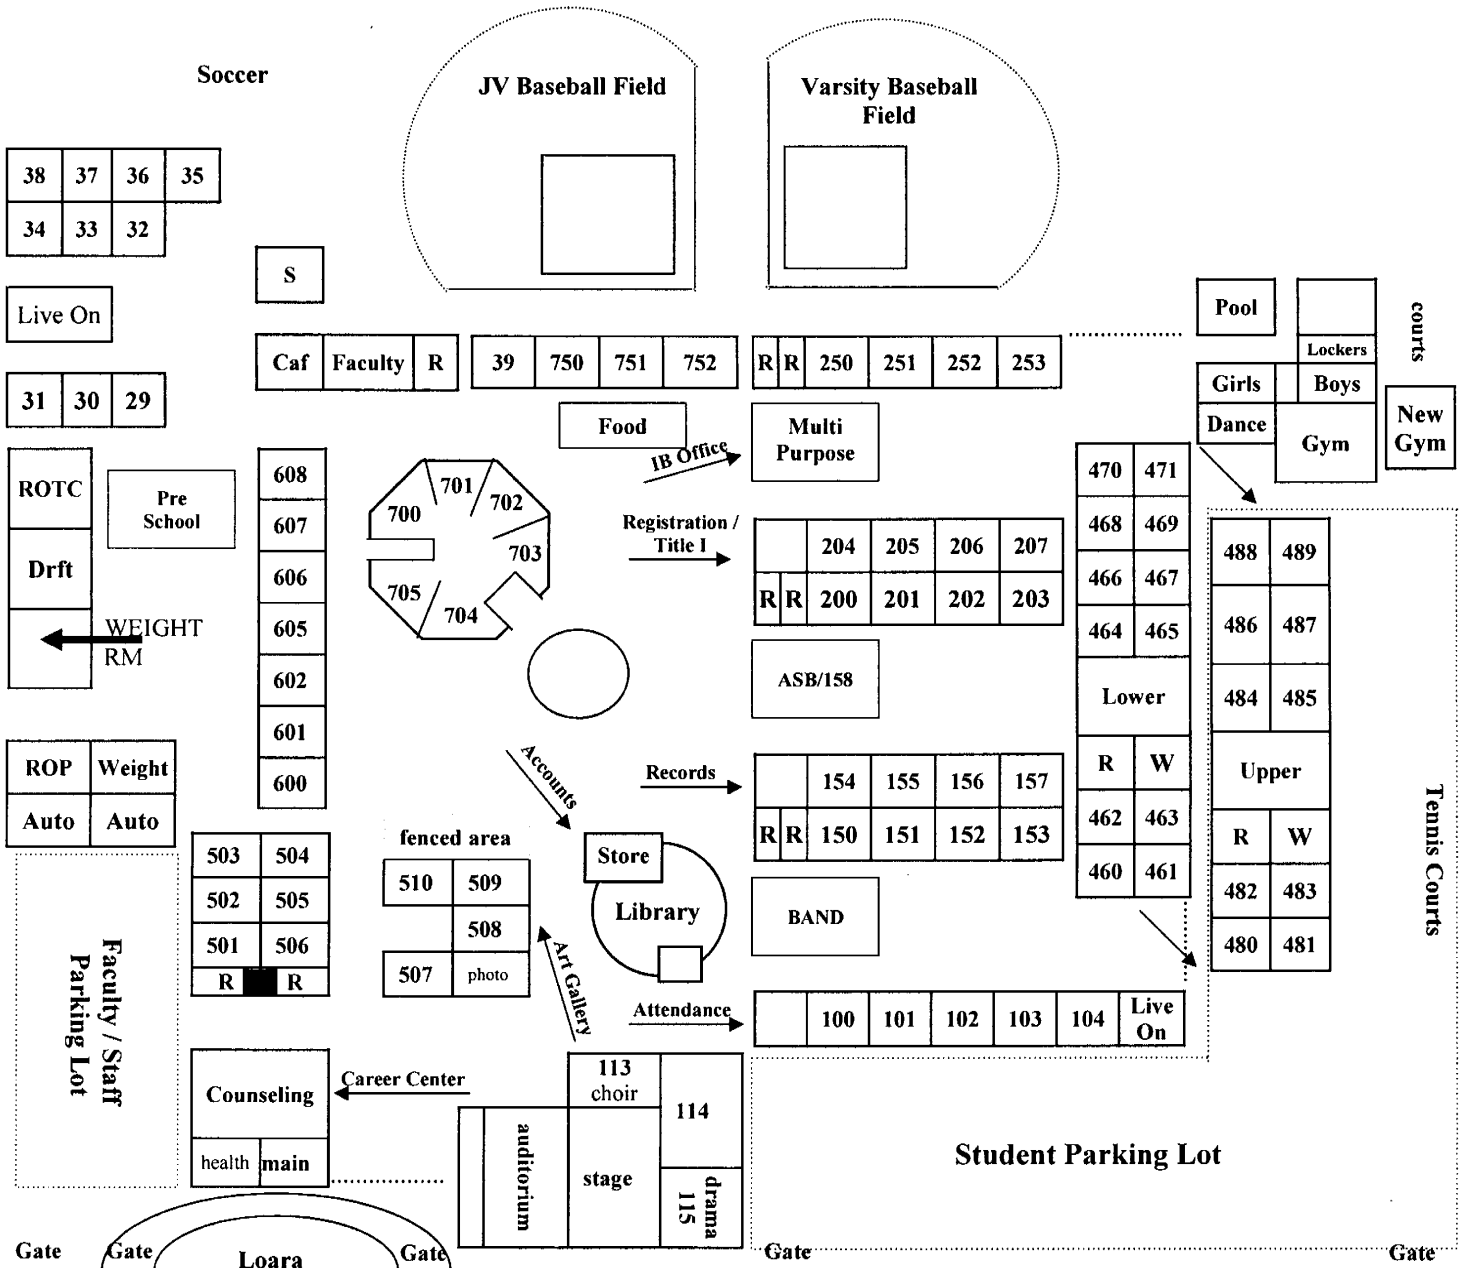 Soccer
JV Baseball Field
Varsity Baseball
Field
38 37 36 35
34 33 32
S
Live On
Pool
courts
Lockers
Caf Faculty R
39 750 751 752
R R 250 251 252 253
Girls
Boys
31 30 29
Dance
Gym
New
Gym
Food
Multi
Purpose
IB Office
ROTC
Pre
School
Drft
WEIGHT
RM
608
607
606
605
602
601
600
700
701
702
703
704
705
Registration /
Title I
204 205 206 207
R R 200 201 202 203
ASB/158
470 471
468 469
466 467
464 465
Lower
R W
462 463
460 461
488 489
486 487
484 485
Upper
R W
482 483
480 481
Tennis Courts
ROP Weight
Auto Auto
Accounts
Records
154 155 156 157
R R 150 151 152 153
503 504
502 505
501 506
R R
fenced area
510 509
508
507 photo
Store
Library
BAND
Art Gallery
Faculty / Staff
Parking Lot
Attendance
100 101 102 103 104 Live
On
Counseling
health main
Career Center
113
choir
114
auditorium
stage
drama
115
Student Parking Lot
Gate
Gate
Loara
Gate
Gate
Gate